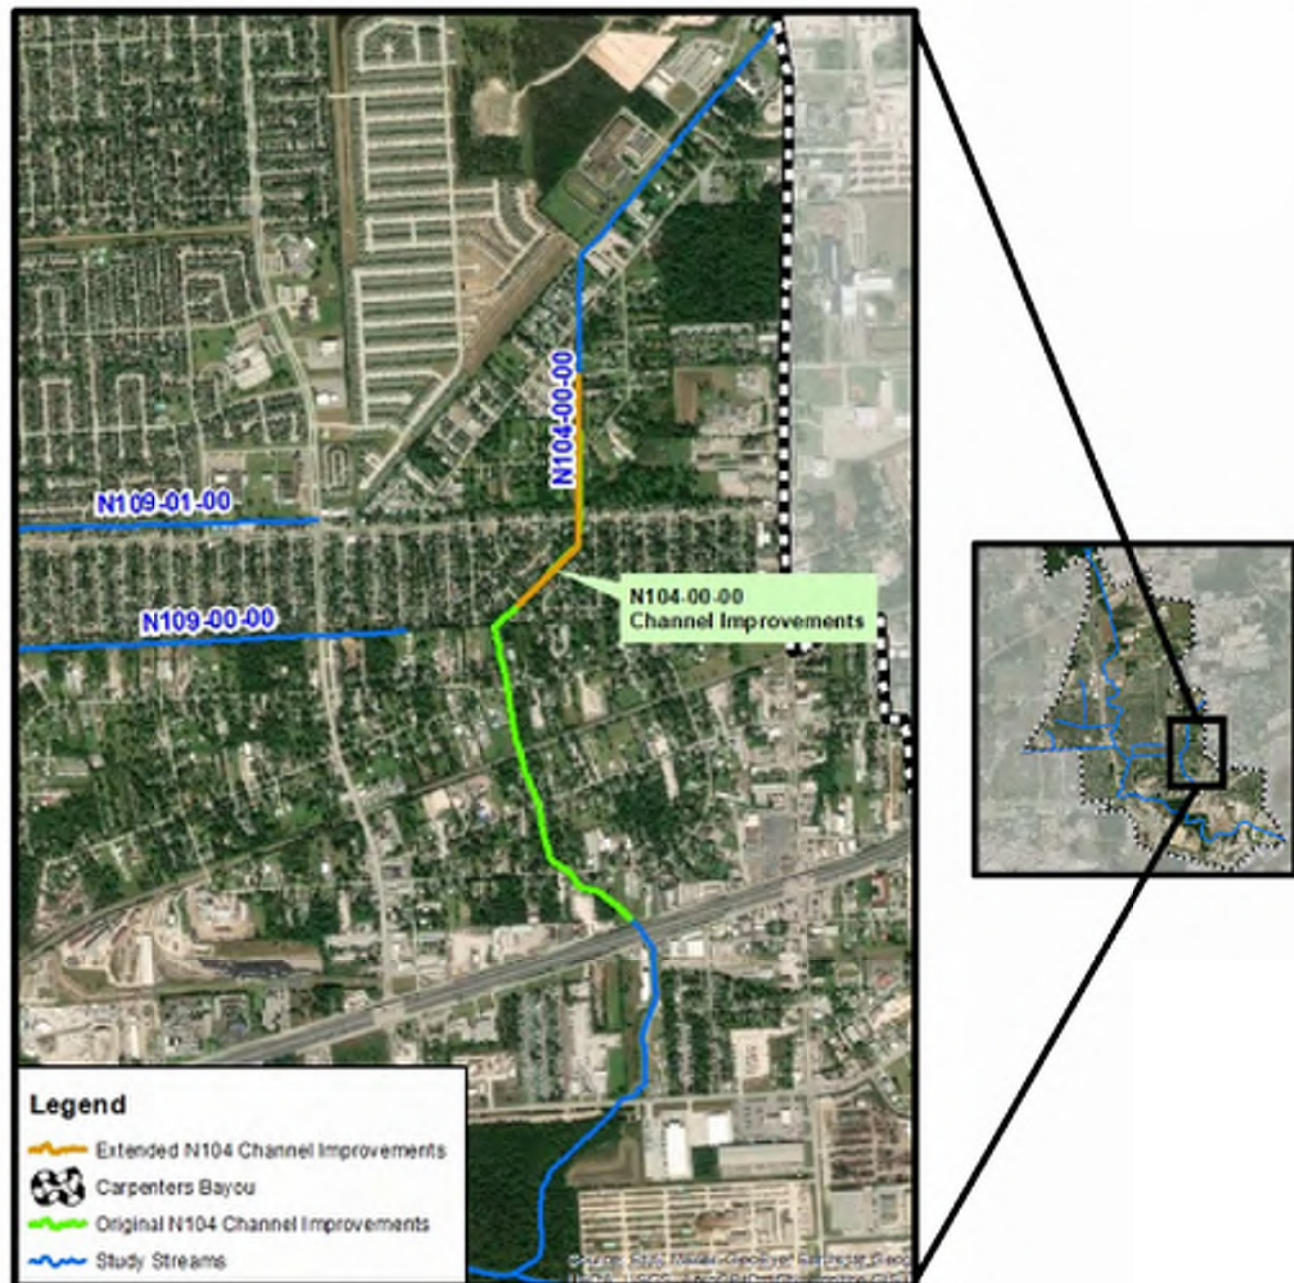 N104-00-00
N109-01-00
N109-00-00
N104-00-00
Channel Improvements
Legend
Extended N104 Channel Improvements
Carpenters Bayou
Original N104 Channel Improvements
Study Streams